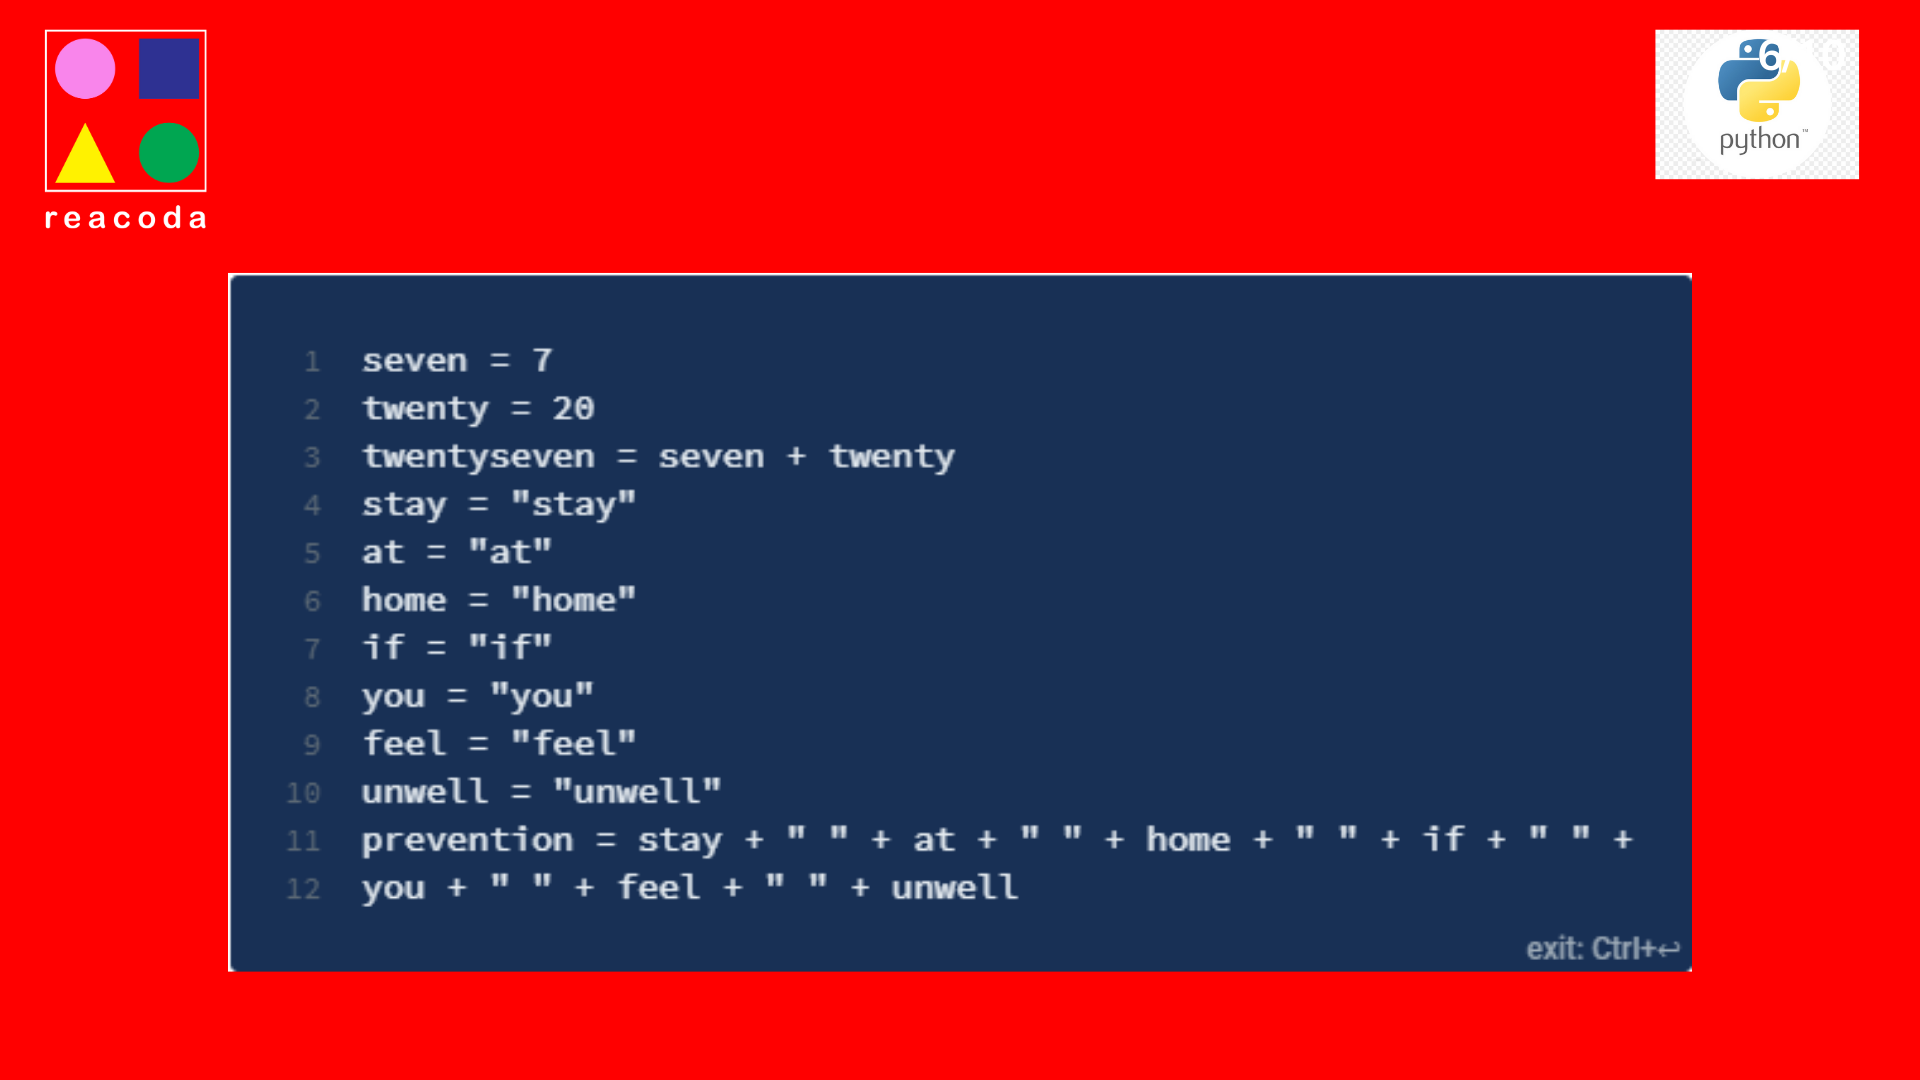 reacoda
6/10
python™
1 seven = 7
2 twenty = 20
3 twentyseven = seven + twenty
4 stay = "stay"
5 at = "at"
6 home = "home"
7 if = "if"
8 you = "you"
9 feel = "feel"
10 unwell = "unwell"
11 prevention = stay + " " + at + " " + home + " " + if + " " +
12 you + " " + feel + " " + unwell
exit: Ctrl+↩